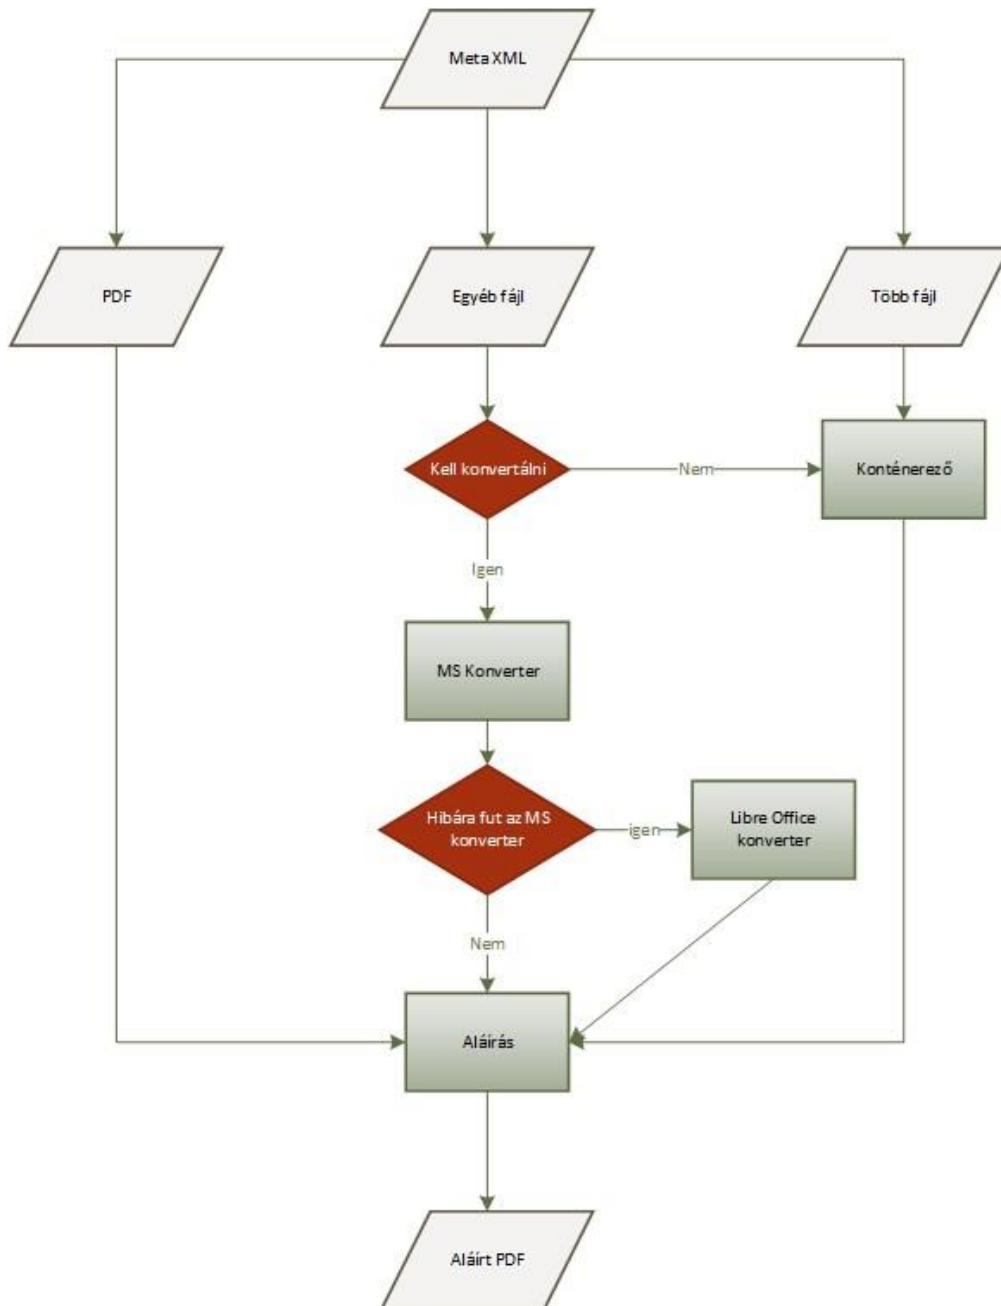 Meta XML
PDF
Egyéb fájl
Több fájl
Kell konvertálni
Nem
Konténerező
Igen
MS Konverter
Hibára fut az MS
konverter
igen
Libre Office
konverter
Nem
Aláírás
Aláírt PDF